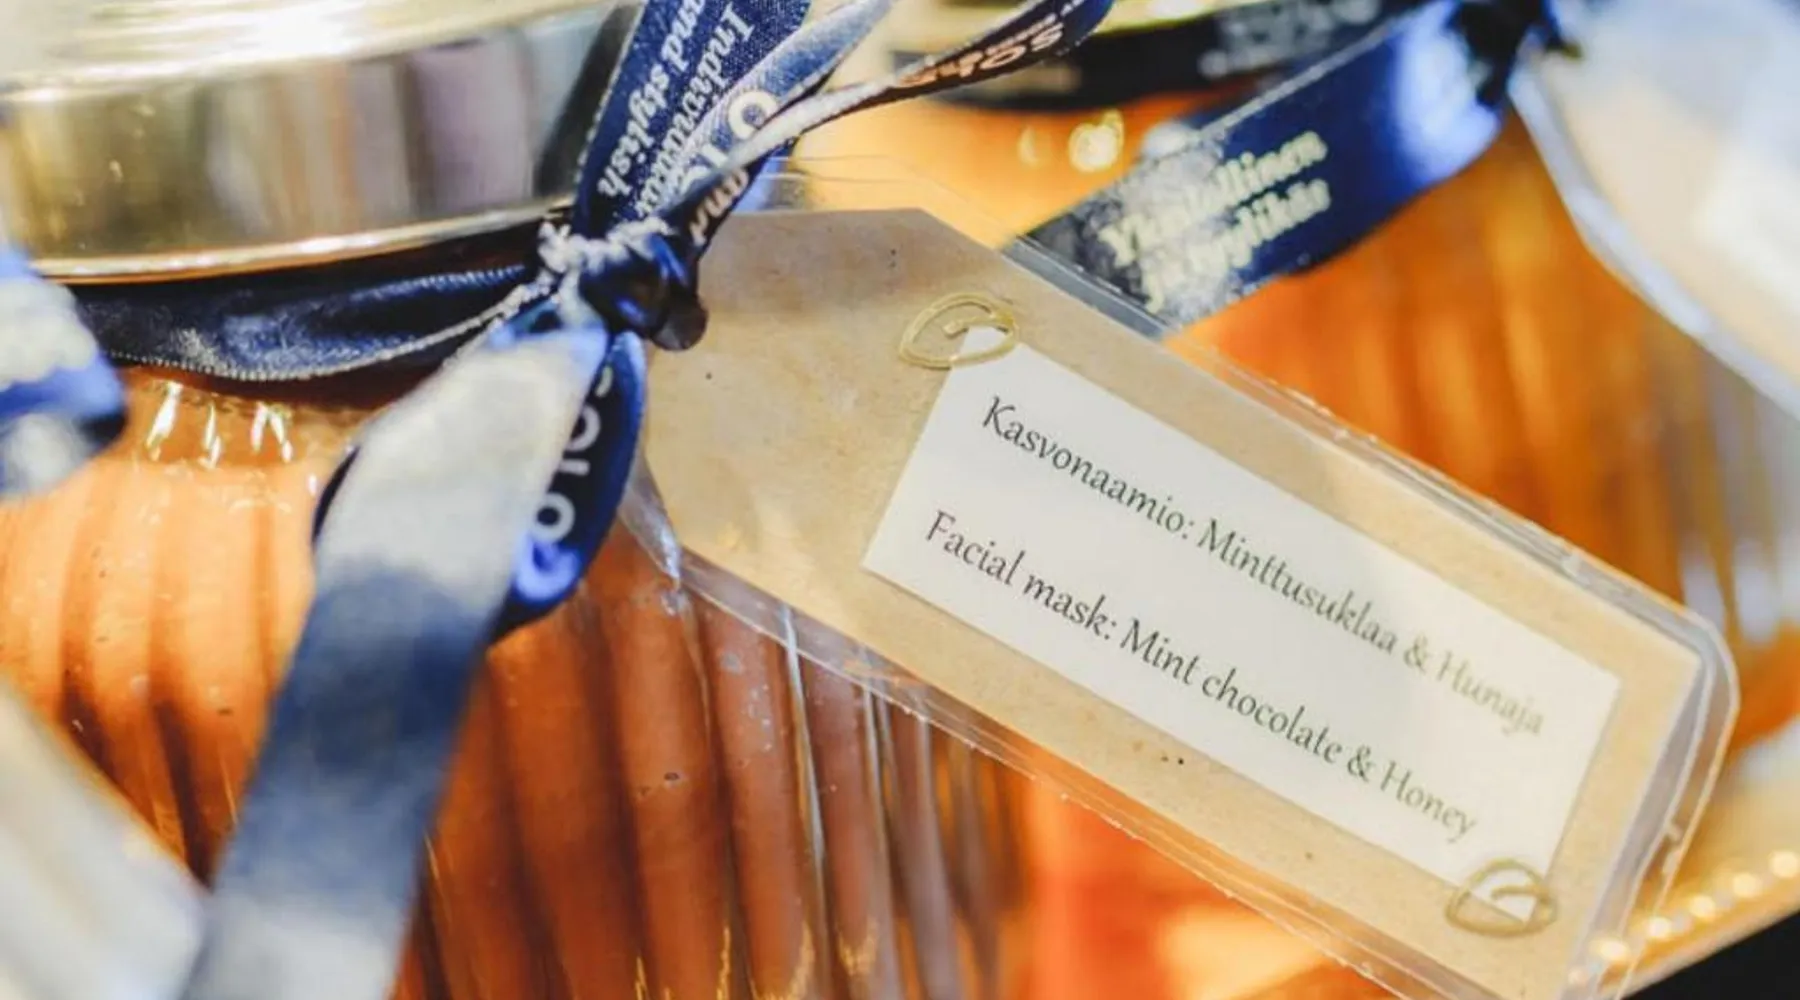 Individual
and stylish
Yksilöllinen
ja tyylikäs
Kasvonaamio: Minttusuklaa & Hunaja
Facial mask: Mint chocolate & Honey